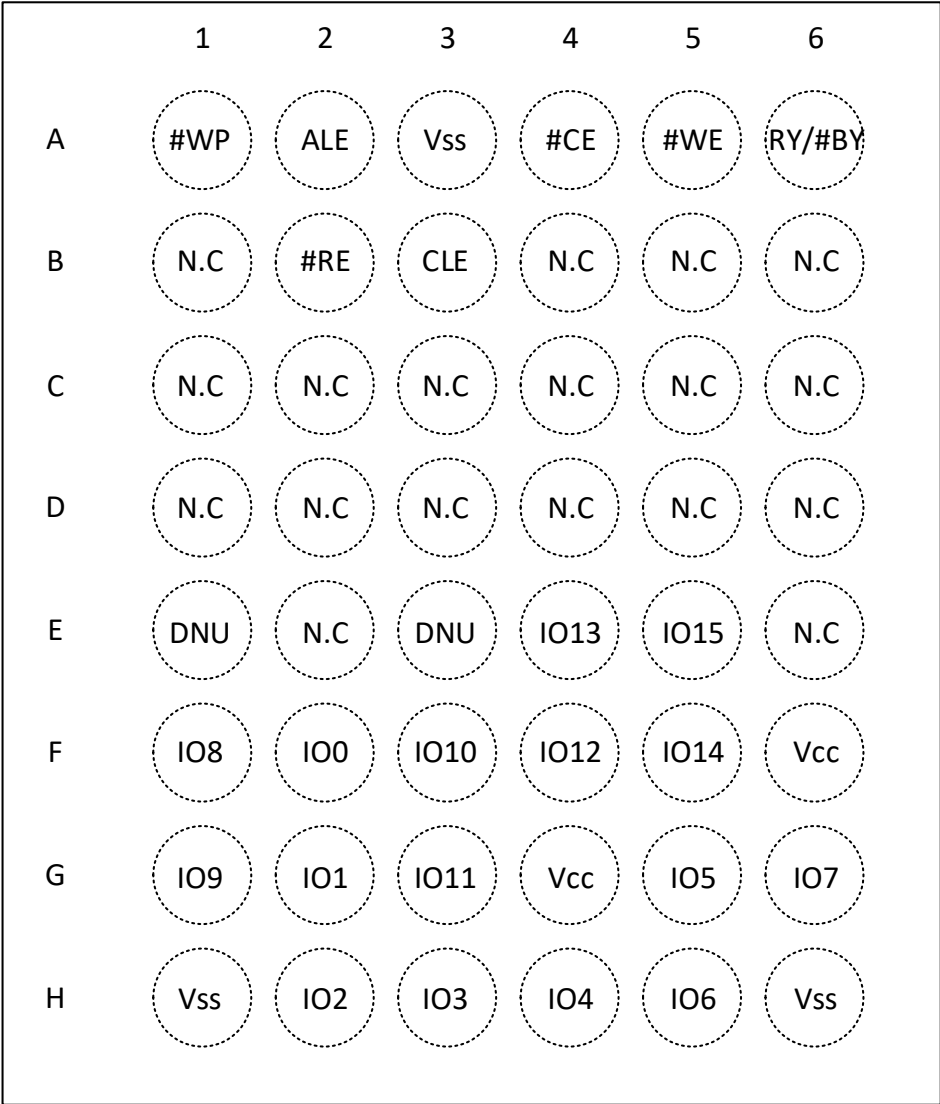 1 2 3 4 5 6
A #WP ALE Vss #CE #WE RY/#BY
B N.C #RE CLE N.C N.C N.C
C N.C N.C N.C N.C N.C N.C
D N.C N.C N.C N.C N.C N.C
E DNU N.C DNU IO13 IO15 N.C
F IO8 IO0 IO10 IO12 IO14 Vcc
G IO9 IO1 IO11 Vcc IO5 IO7
H Vss IO2 IO3 IO4 IO6 Vss